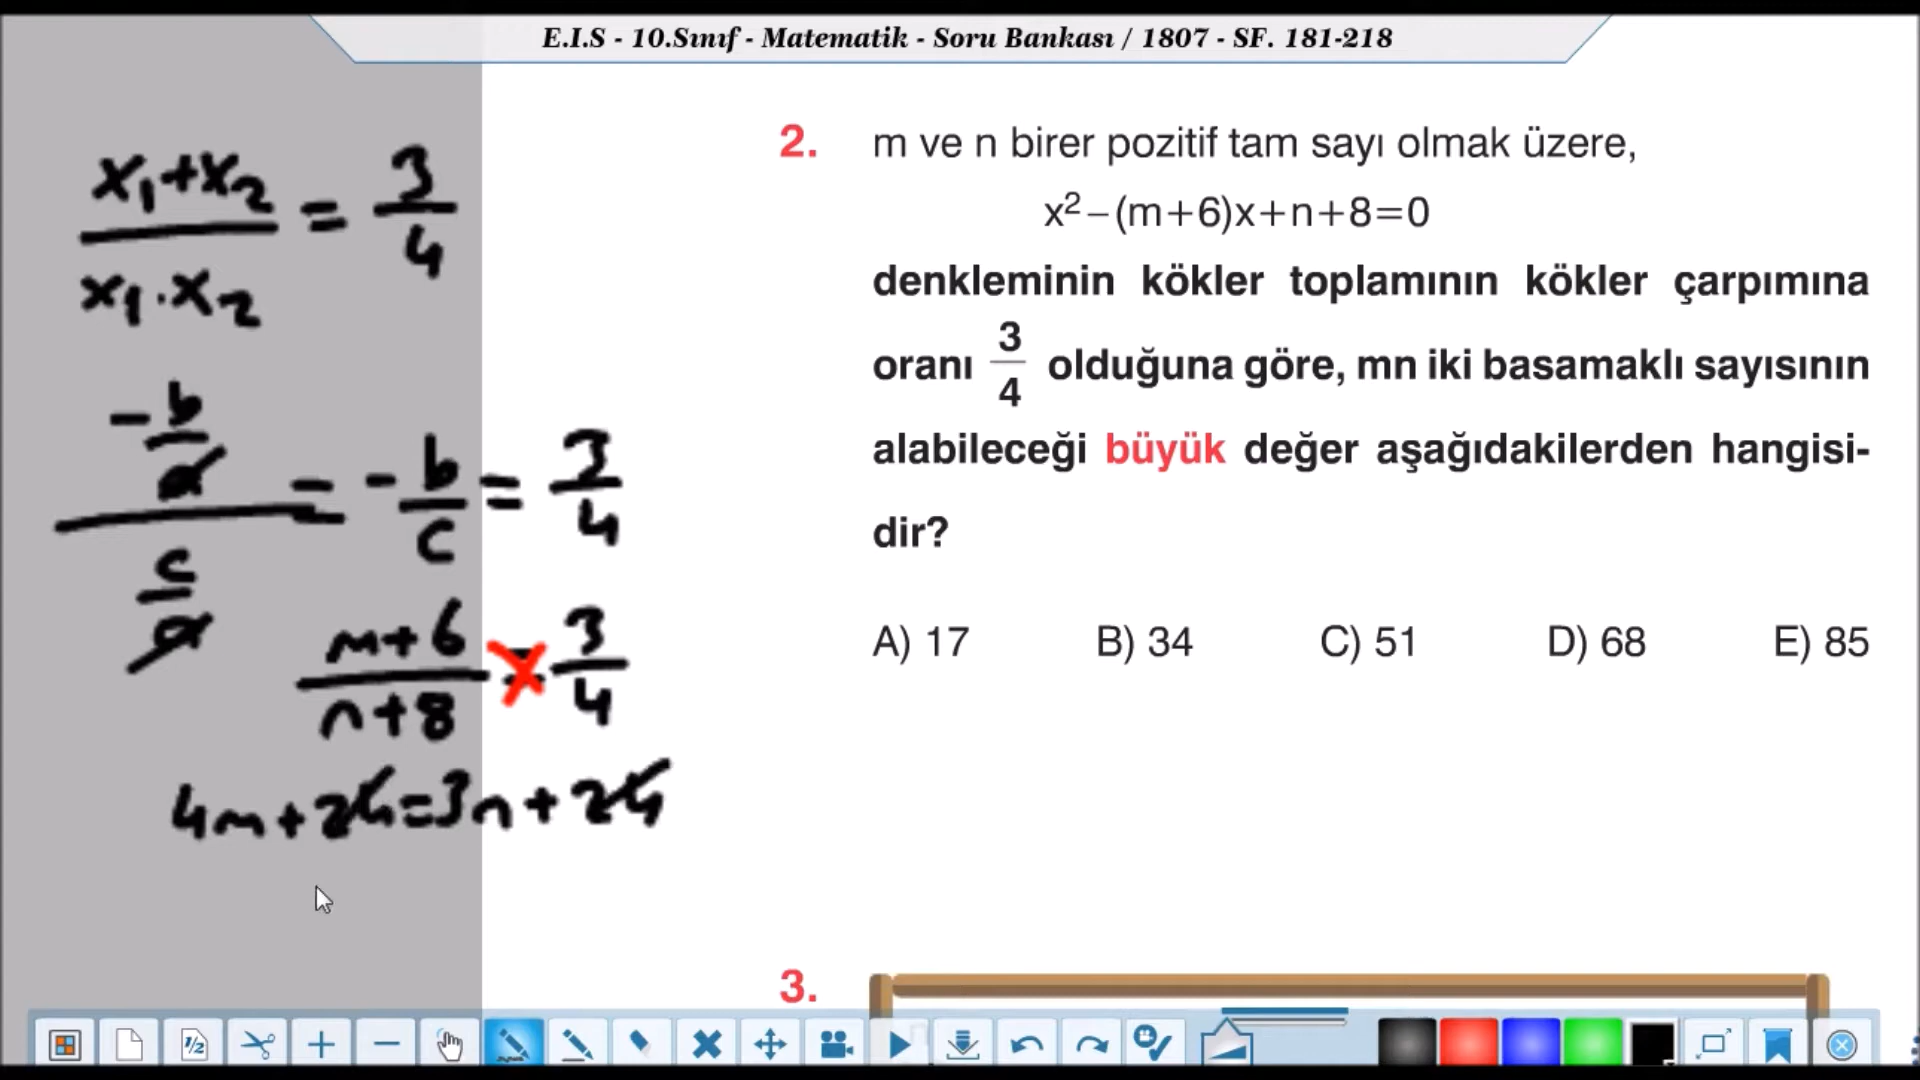 E.I.S - 10.Sınıf - Matematik - Soru Bankası / 1807 - SF. 181-218
x₁+x₂ / x₁.x₂ = 3/4
-b/a / c/a = -b/c = 3/4
m+6 / n+8 = 3/4
4m+24=3n+24
2. m ve n birer pozitif tam sayı olmak üzere,
x²-(m+6)x+n+8=0
denkleminin kökler toplamının kökler çarpımına
oranı 3/4 olduğuna göre, mn iki basamaklı sayısının
alabileceği büyük değer aşağıdakilerden hangisi-
dir?
A) 17 B) 34 C) 51 D) 68 E) 85
3.
1/2